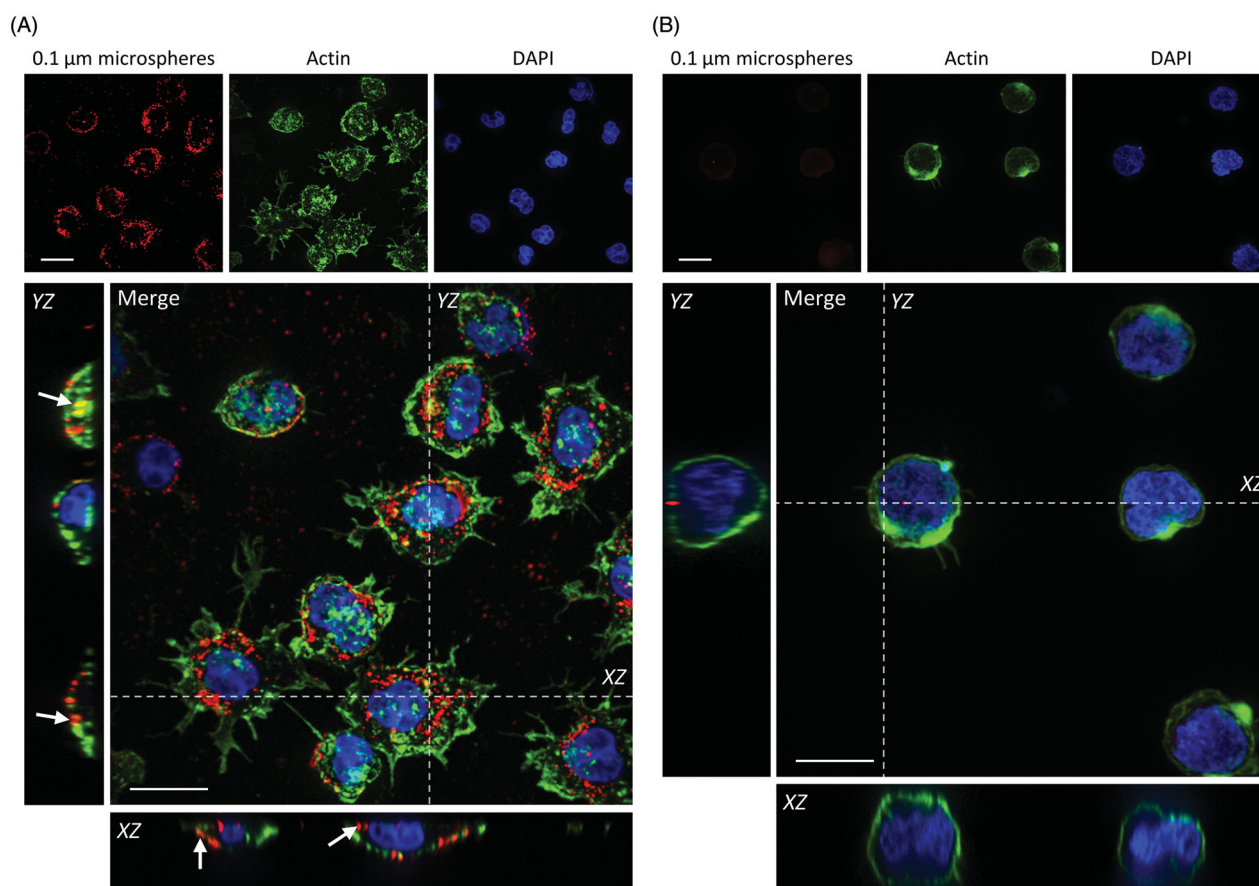 (A)
0.1 µm microspheres Actin DAPI
YZ Merge YZ
XZ
XZ
(B)
0.1 µm microspheres Actin DAPI
YZ Merge YZ
XZ
XZ